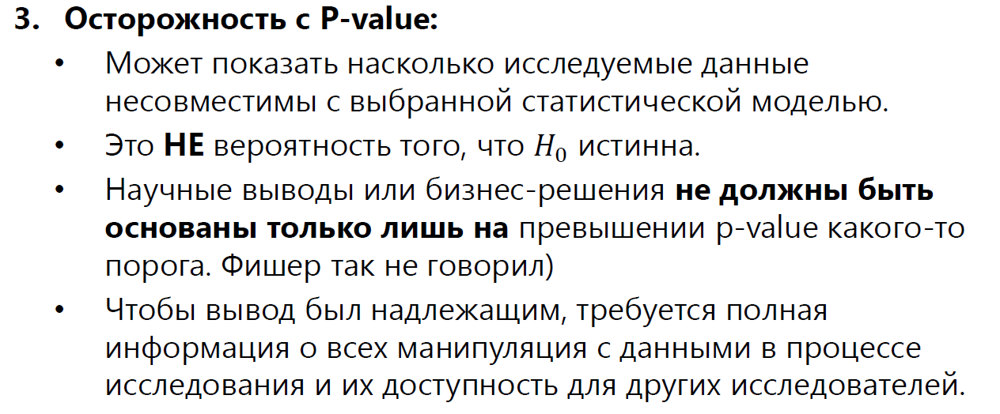 3. Осторожность с P-value:
• Может показать насколько исследуемые данные
несовместимы с выбранной статистической моделью.
• Это НЕ вероятность того, что H₀ истинна.
• Научные выводы или бизнес-решения не должны быть
основаны только лишь на превышении p-value какого-то
порога. Фишер так не говорил)
• Чтобы вывод был надлежащим, требуется полная
информация о всех манипуляция с данными в процессе
исследования и их доступность для других исследователей.